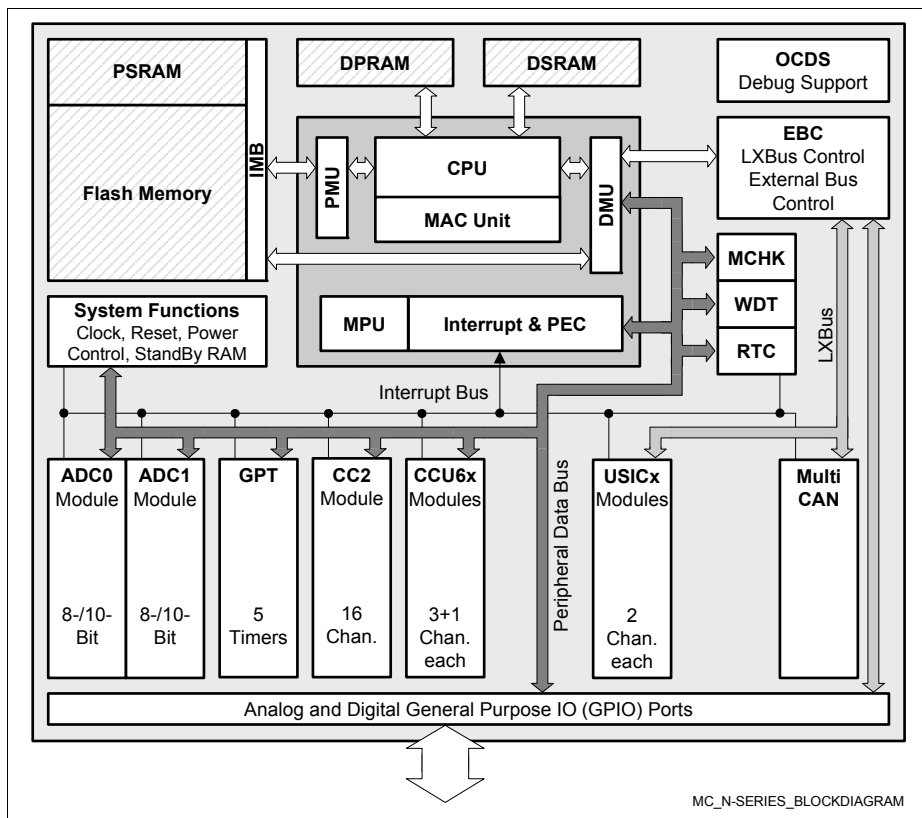 PSRAM
Flash Memory
IMB
DPRAM
DSRAM
OCDS
Debug Support
PMU
CPU
MAC Unit
DMU
EBC
LXBus Control
External Bus
Control
MPU
Interrupt & PEC
MCHK
WDT
RTC
LXBus
System Functions
Clock, Reset, Power
Control, StandBy RAM
Interrupt Bus
Peripheral Data Bus
ADC0
Module
8-/10-
Bit
ADC1
Module
8-/10-
Bit
GPT
5
Timers
CC2
Module
16
Chan.
CCU6x
Modules
3+1
Chan.
each
USICx
Modules
2
Chan.
each
Multi
CAN
Analog and Digital General Purpose IO (GPIO) Ports
MC_N-SERIES_BLOCKDIAGRAM